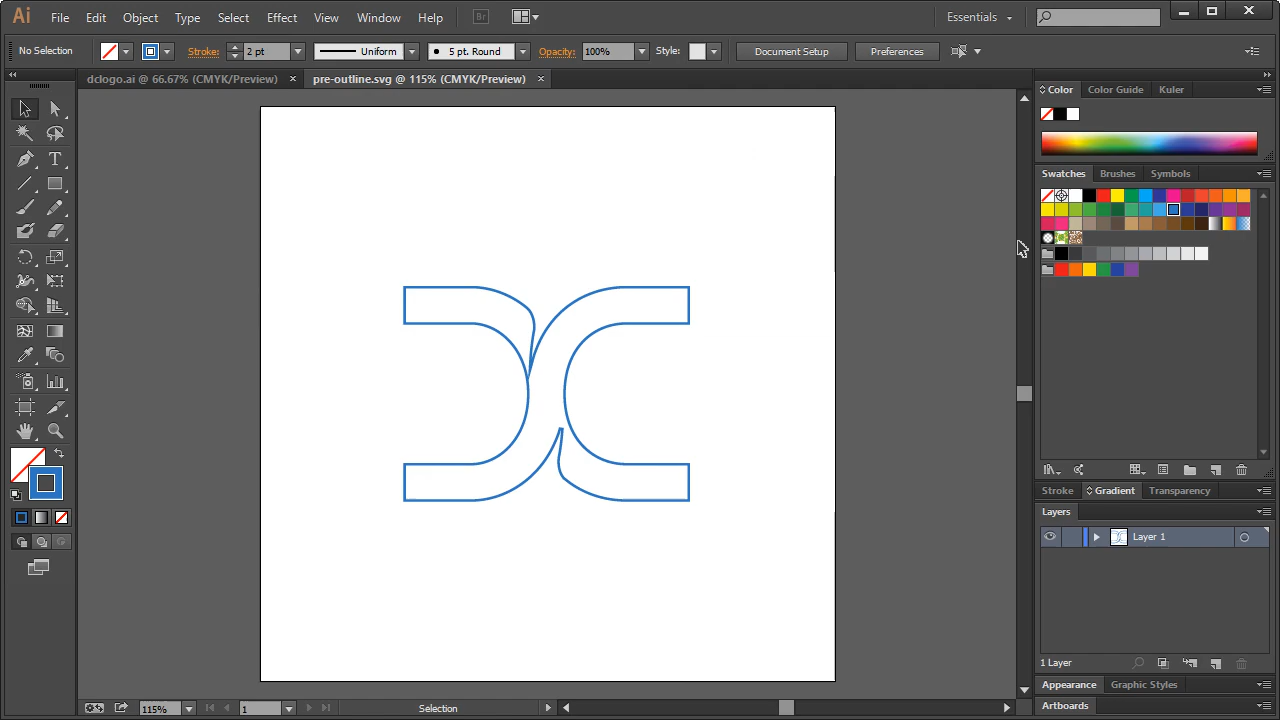 Ai File Edit Object Type Select Effect View Window Help Br Essentials
No Selection Stroke: 2 pt Uniform 5 pt. Round Opacity: 100% Style: Document Setup Preferences
dclogo.ai @ 66.67% (CMYK/Preview) × pre-outline.svg @ 115% (CMYK/Preview) ×
Color Color Guide Kuler
Swatches Brushes Symbols
T
Stroke Gradient Transparency
Layers
Layer 1
1 Layer
Appearance Graphic Styles
Artboards
115% 1 Selection